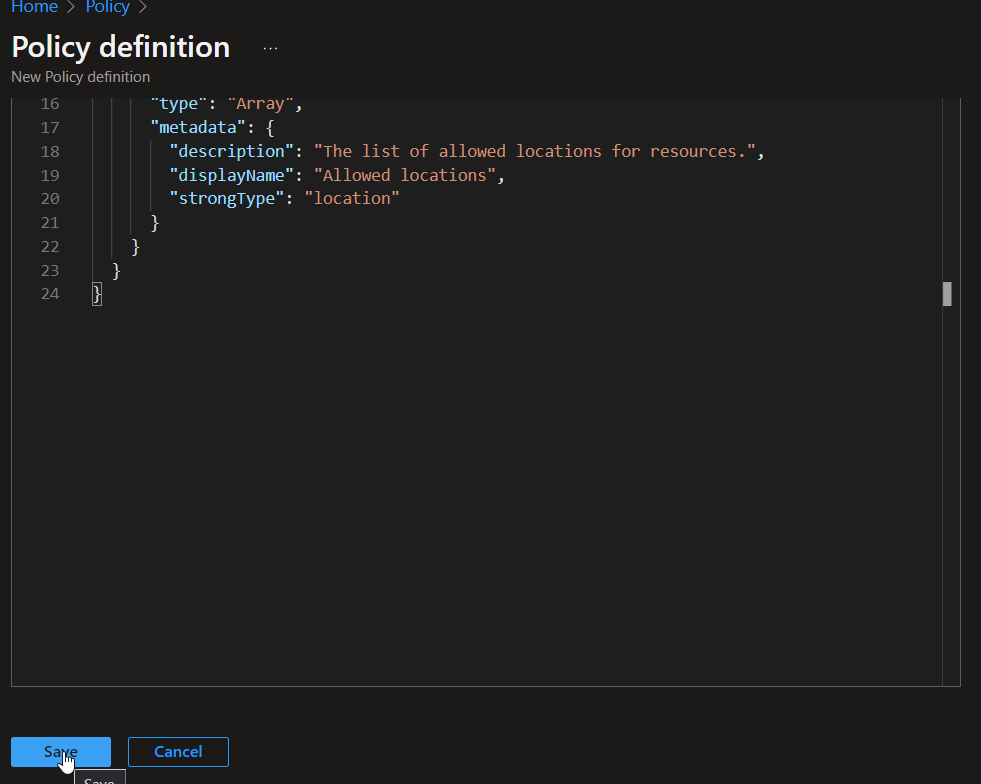 Home > Policy >
Policy definition ...
New Policy definition
16 "type": "Array",
17 "metadata": {
18 "description": "The list of allowed locations for resources.",
19 "displayName": "Allowed locations",
20 "strongType": "location"
21 }
22 }
23 }
24 }
Save Cancel
Save